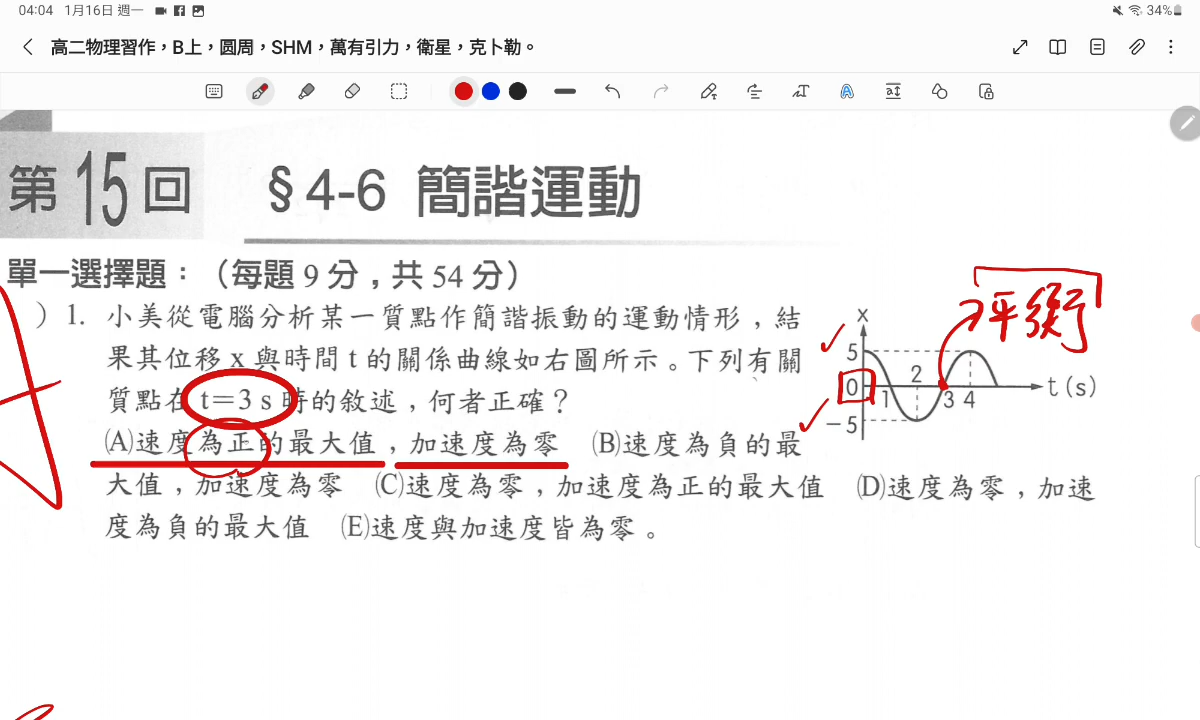 04:04 1月16日 週一 34%
高二物理習作，B上，圓周，SHM，萬有引力，衛星，克卜勒。
第15回 §4-6 簡諧運動
單一選擇題：（每題9分，共54分）
）1. 小美從電腦分析某一質點作簡諧振動的運動情形，結
果其位移x與時間t的關係曲線如右圖所示。下列有關
質點在t=3 s時的敘述，何者正確？
(A)速度為正的最大值，加速度為零 (B)速度為負的最
大值，加速度為零 (C)速度為零，加速度為正的最大值 (D)速度為零，加速
度為負的最大值 (E)速度與加速度皆為零。
平衡
x
5
0 1 2 3 4 t(s)
−5